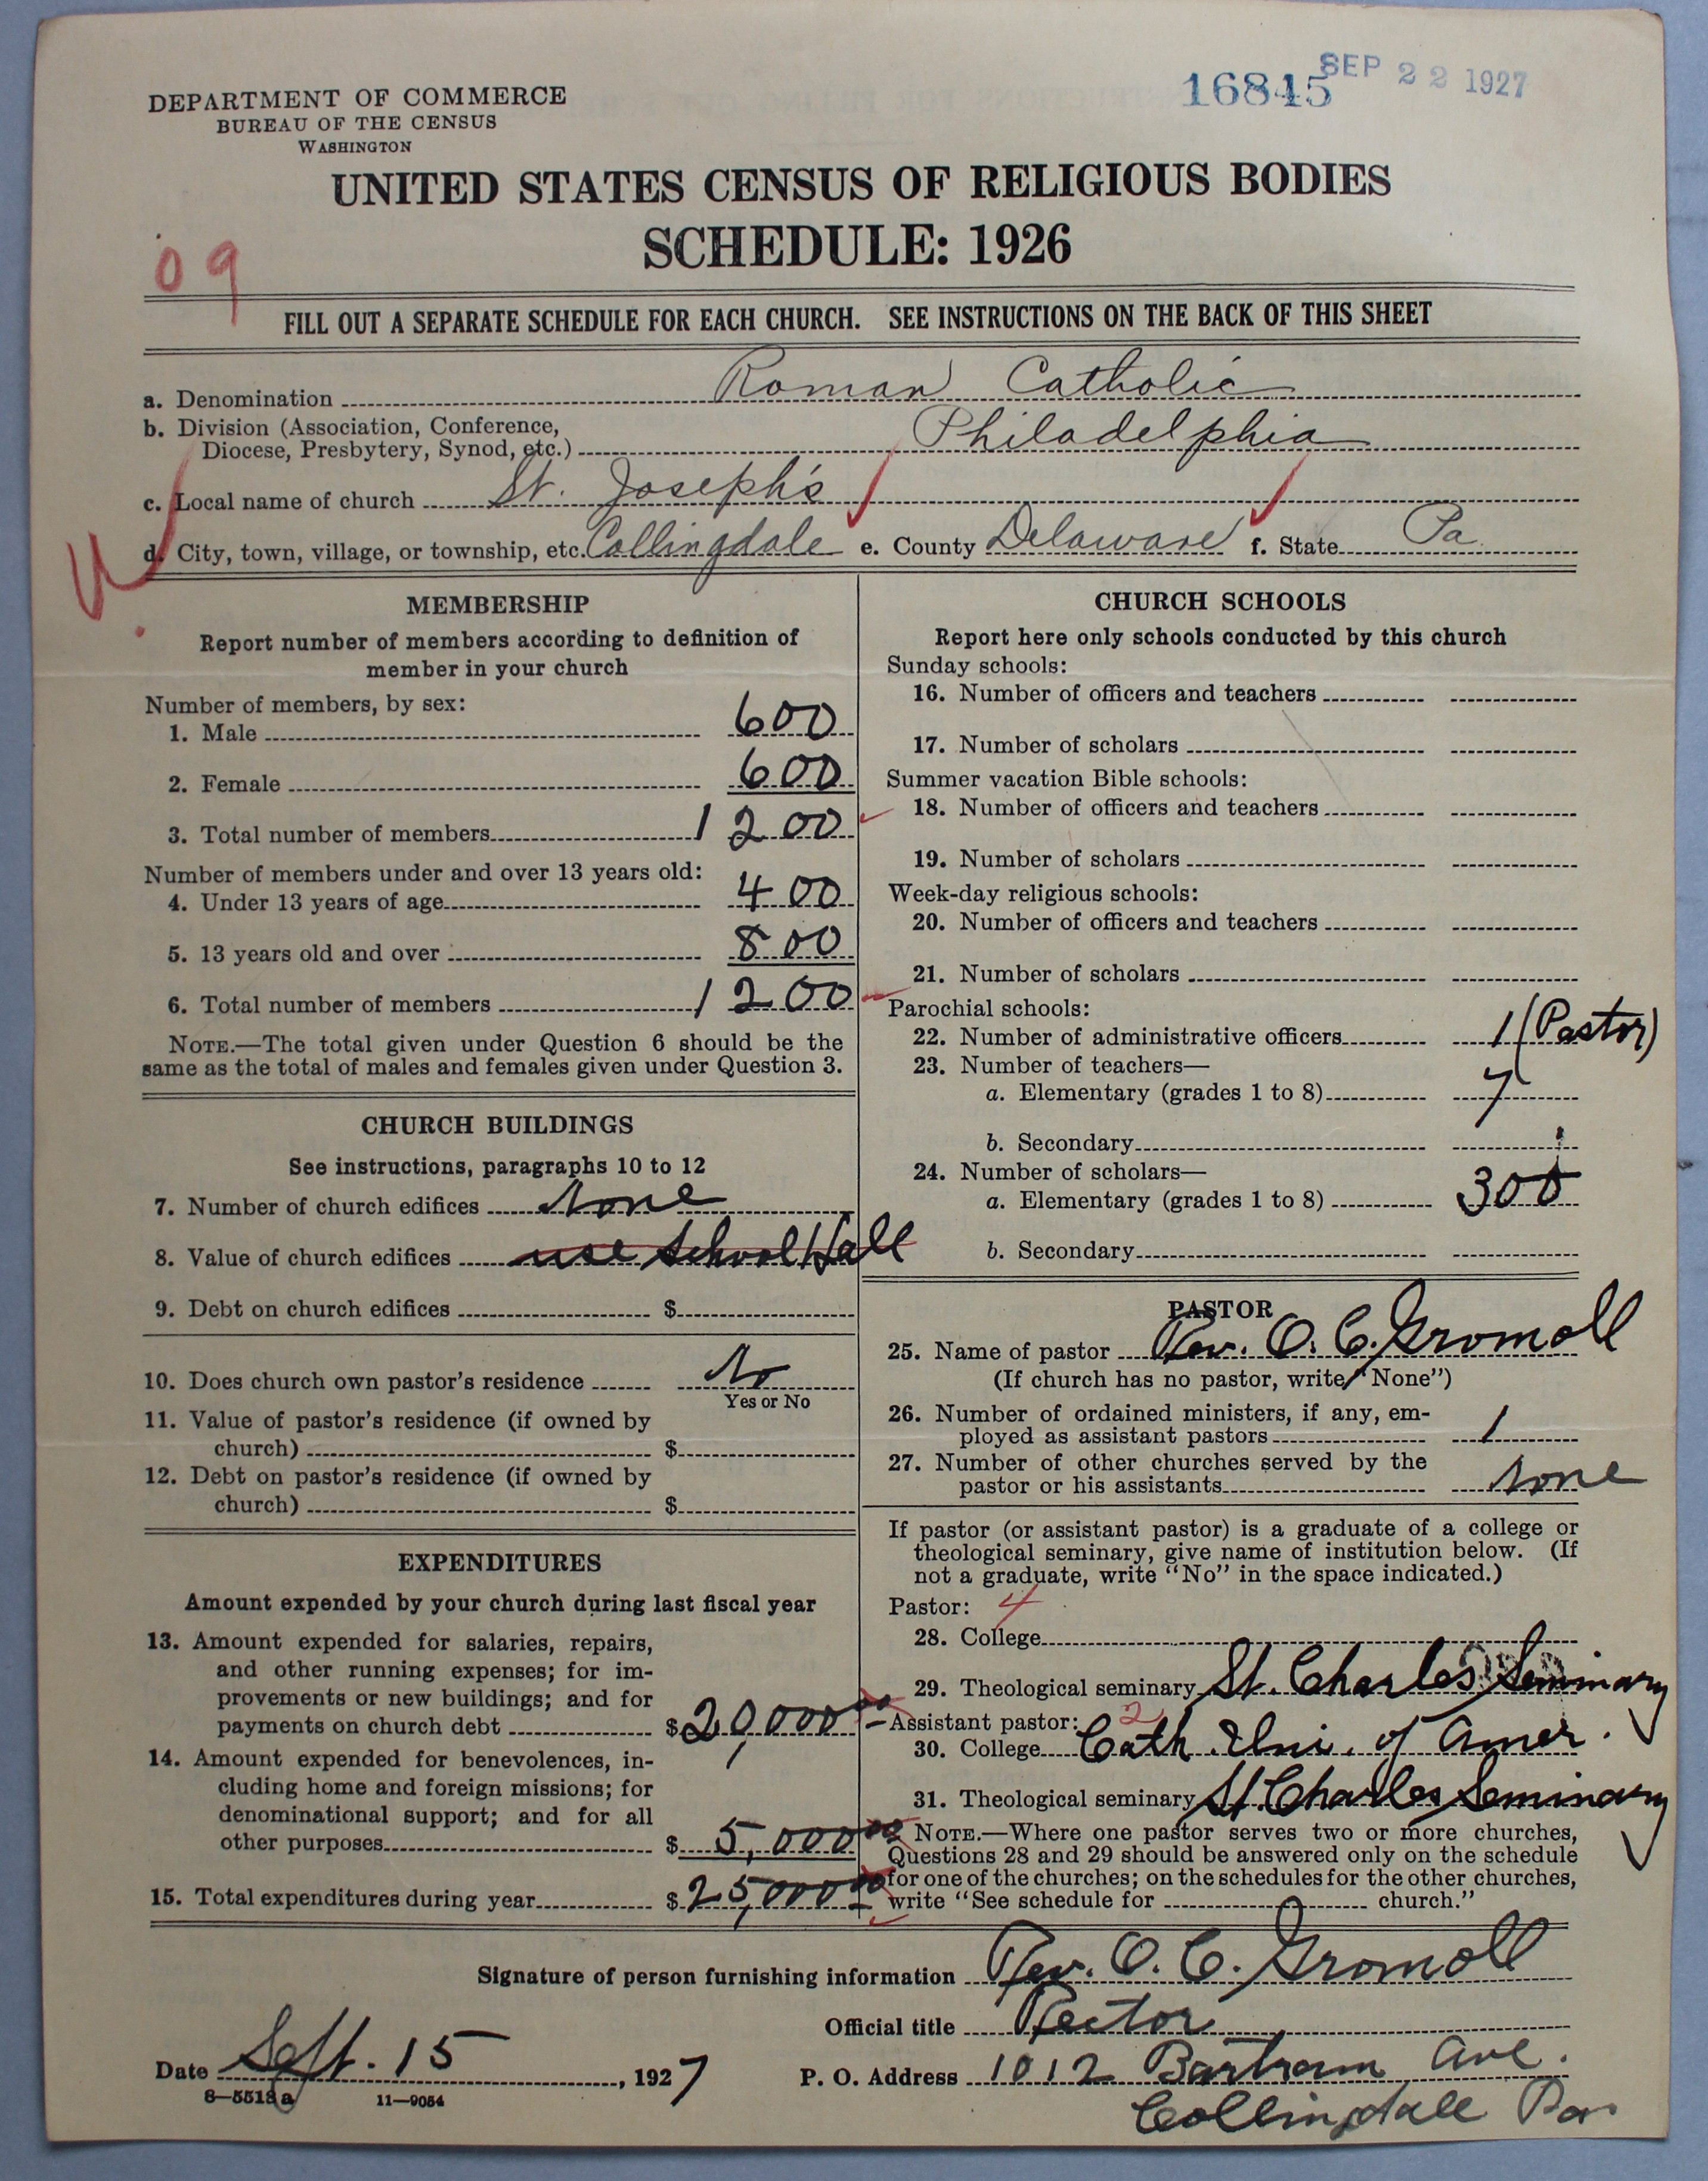 16845 SEP 22 1927
DEPARTMENT OF COMMERCE
BUREAU OF THE CENSUS
WASHINGTON
UNITED STATES CENSUS OF RELIGIOUS BODIES
SCHEDULE: 1926
09
FILL OUT A SEPARATE SCHEDULE FOR EACH CHURCH. SEE INSTRUCTIONS ON THE BACK OF THIS SHEET
a. Denomination Roman Catholic
b. Division (Association, Conference,
Diocese, Presbytery, Synod, etc.) Philadelphia
c. Local name of church St. Joseph's
d. City, town, village, or township, etc. Collingdale e. County Delaware f. State Pa.
MEMBERSHIP
Report number of members according to definition of
member in your church
Number of members, by sex:
1. Male 600
2. Female 600
3. Total number of members 1200
Number of members under and over 13 years old:
4. Under 13 years of age 400
5. 13 years old and over 800
6. Total number of members 1200
NOTE.—The total given under Question 6 should be the
same as the total of males and females given under Question 3.
CHURCH BUILDINGS
See instructions, paragraphs 10 to 12
7. Number of church edifices None
8. Value of church edifices use School Hall
9. Debt on church edifices $
10. Does church own pastor's residence No
Yes or No
11. Value of pastor's residence (if owned by
church) $
12. Debt on pastor's residence (if owned by
church) $
EXPENDITURES
Amount expended by your church during last fiscal year
13. Amount expended for salaries, repairs,
and other running expenses; for im-
provements or new buildings; and for
payments on church debt $20,000 00
14. Amount expended for benevolences, in-
cluding home and foreign missions; for
denominational support; and for all
other purposes $5,000 00
15. Total expenditures during year $25,000 00
CHURCH SCHOOLS
Report here only schools conducted by this church
Sunday schools:
16. Number of officers and teachers
17. Number of scholars
Summer vacation Bible schools:
18. Number of officers and teachers
19. Number of scholars
Week-day religious schools:
20. Number of officers and teachers
21. Number of scholars
Parochial schools:
22. Number of administrative officers 1 (Pastor)
23. Number of teachers—
a. Elementary (grades 1 to 8) 7
b. Secondary
24. Number of scholars—
a. Elementary (grades 1 to 8) 300
b. Secondary
PASTOR
25. Name of pastor Rev. O. C. Gromoll
(If church has no pastor, write "None")
26. Number of ordained ministers, if any, em-
ployed as assistant pastors 1
27. Number of other churches served by the
pastor or his assistants None
If pastor (or assistant pastor) is a graduate of a college or
theological seminary, give name of institution below. (If
not a graduate, write "No" in the space indicated.)
Pastor: 4
28. College
29. Theological seminary St. Charles Seminary
Assistant pastor: 2
30. College Cath. Uni. of Amer.
31. Theological seminary St. Charles Seminary
NOTE.—Where one pastor serves two or more churches,
Questions 28 and 29 should be answered only on the schedule
for one of the churches; on the schedules for the other churches,
write "See schedule for church."
Signature of person furnishing information Rev. O. C. Gromoll
Official title Rector
Date Sept. 15, 1927 P. O. Address 1012 Bartram Ave.
8—5513a 11—9054 Collingdale Pa.